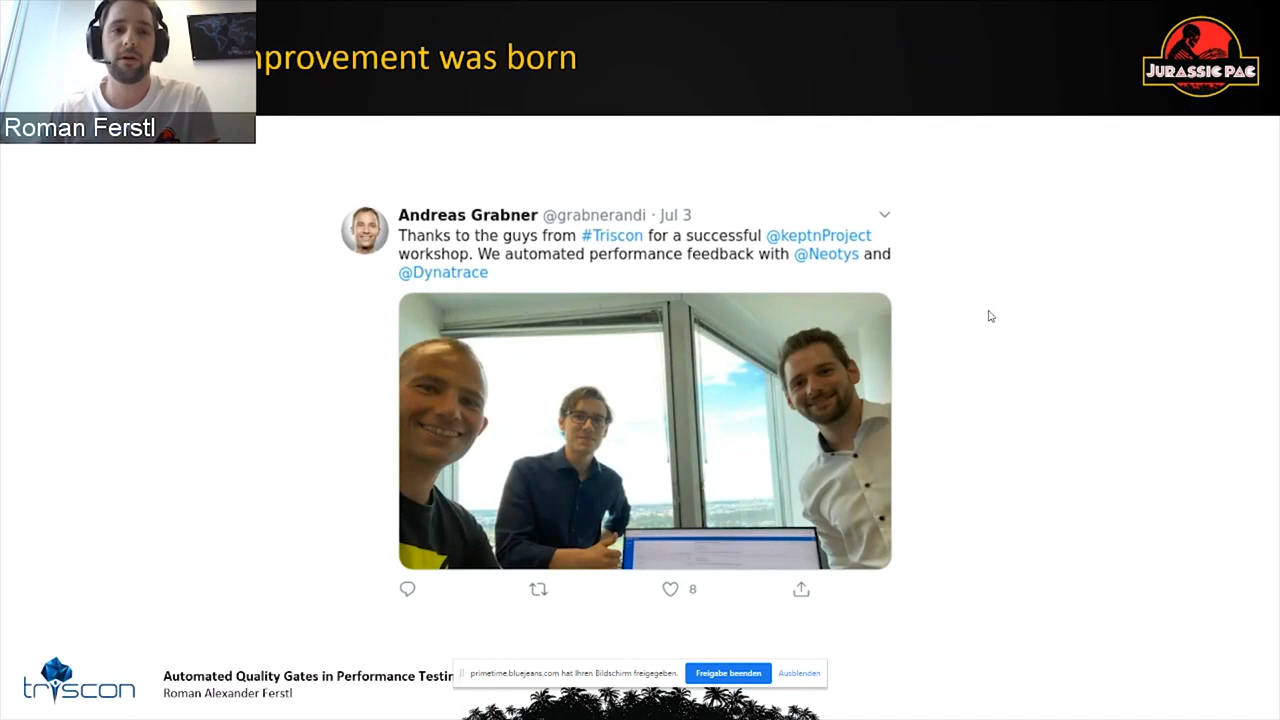 nprovement was born
JURASSIC PAC
Roman Ferstl
Andreas Grabner @grabnerandi · Jul 3
Thanks to the guys from #Triscon for a successful @keptnProject
workshop. We automated performance feedback with @Neotys and
@Dynatrace
8
triscon
Automated Quality Gates in Performance Testin
Roman Alexander Ferstl
primetime.bluejeans.com hat Ihren Bildschirm freigegeben.
Freigabe beenden
Ausblenden